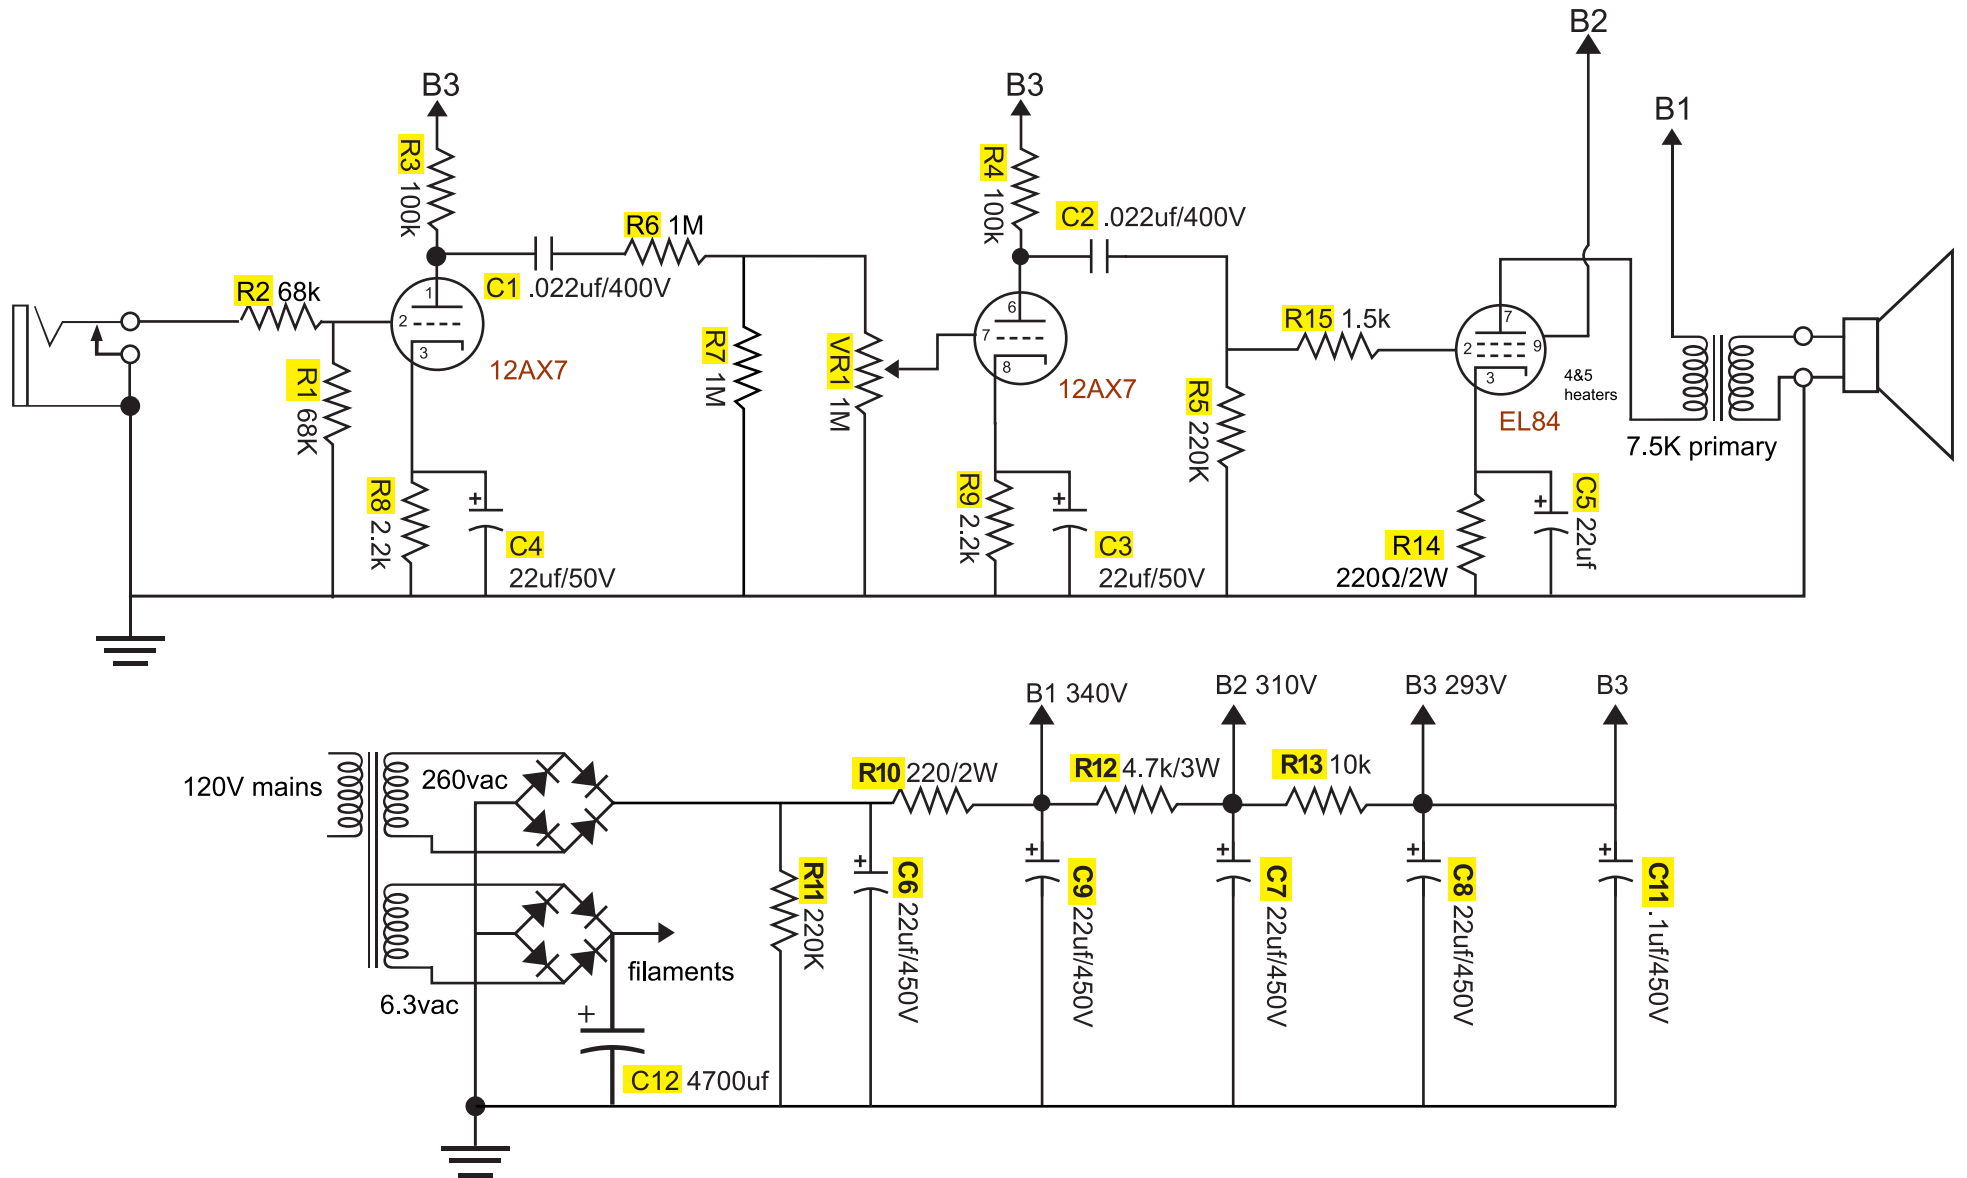 B2
B3
B3
B1
R3 100k
R4 100k
R6 1M
C2 .022uf/400V
R2 68k
C1 .022uf/400V
1
2
3
12AX7
R1 68K
R7 1M
VR1 1M
6
7
8
12AX7
R15 1.5k
R5 220K
7
2
9
3
4&5
heaters
EL84
7.5K primary
R8 2.2k
+
C4
22uf/50V
R9 2.2k
+
C3
22uf/50V
R14
220Ω/2W
+
C5 22uf
B1 340V
B2 310V
B3 293V
B3
120V mains
260vac
R10 220/2W
R12 4.7k/3W
R13 10k
R11 220K
+
C6 22uf/450V
+
C9 22uf/450V
+
C7 22uf/450V
+
C8 22uf/450V
+
C11 .1uf/450V
filaments
6.3vac
+
C12 4700uf